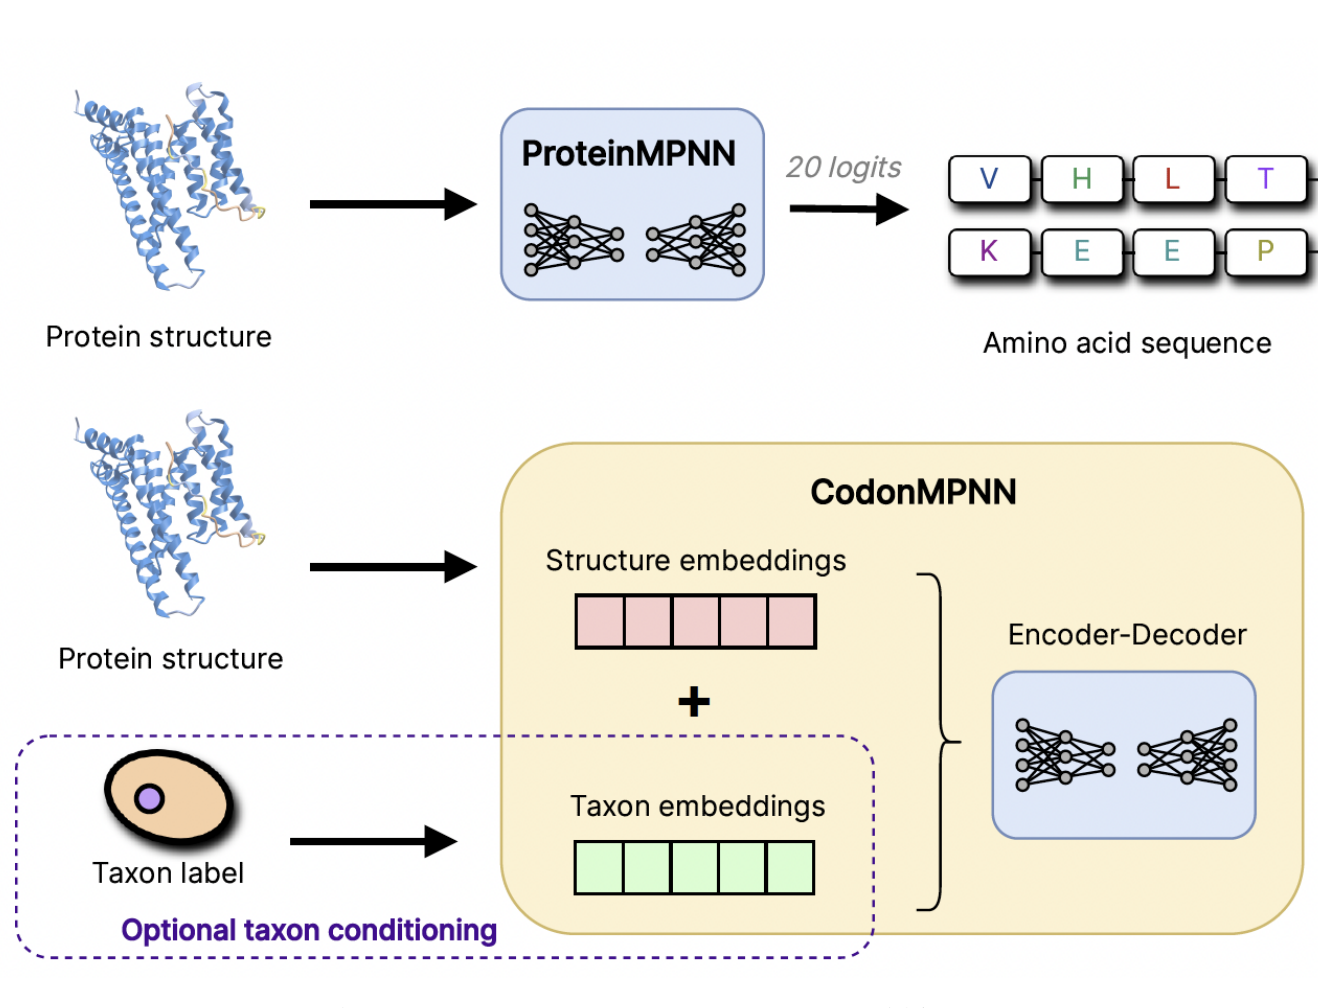 ProteinMPNN
20 logits
V H L T
K E E P
Protein structure
Amino acid sequence
CodonMPNN
Structure embeddings
Encoder-Decoder
Protein structure
+
Taxon embeddings
Taxon label
Optional taxon conditioning